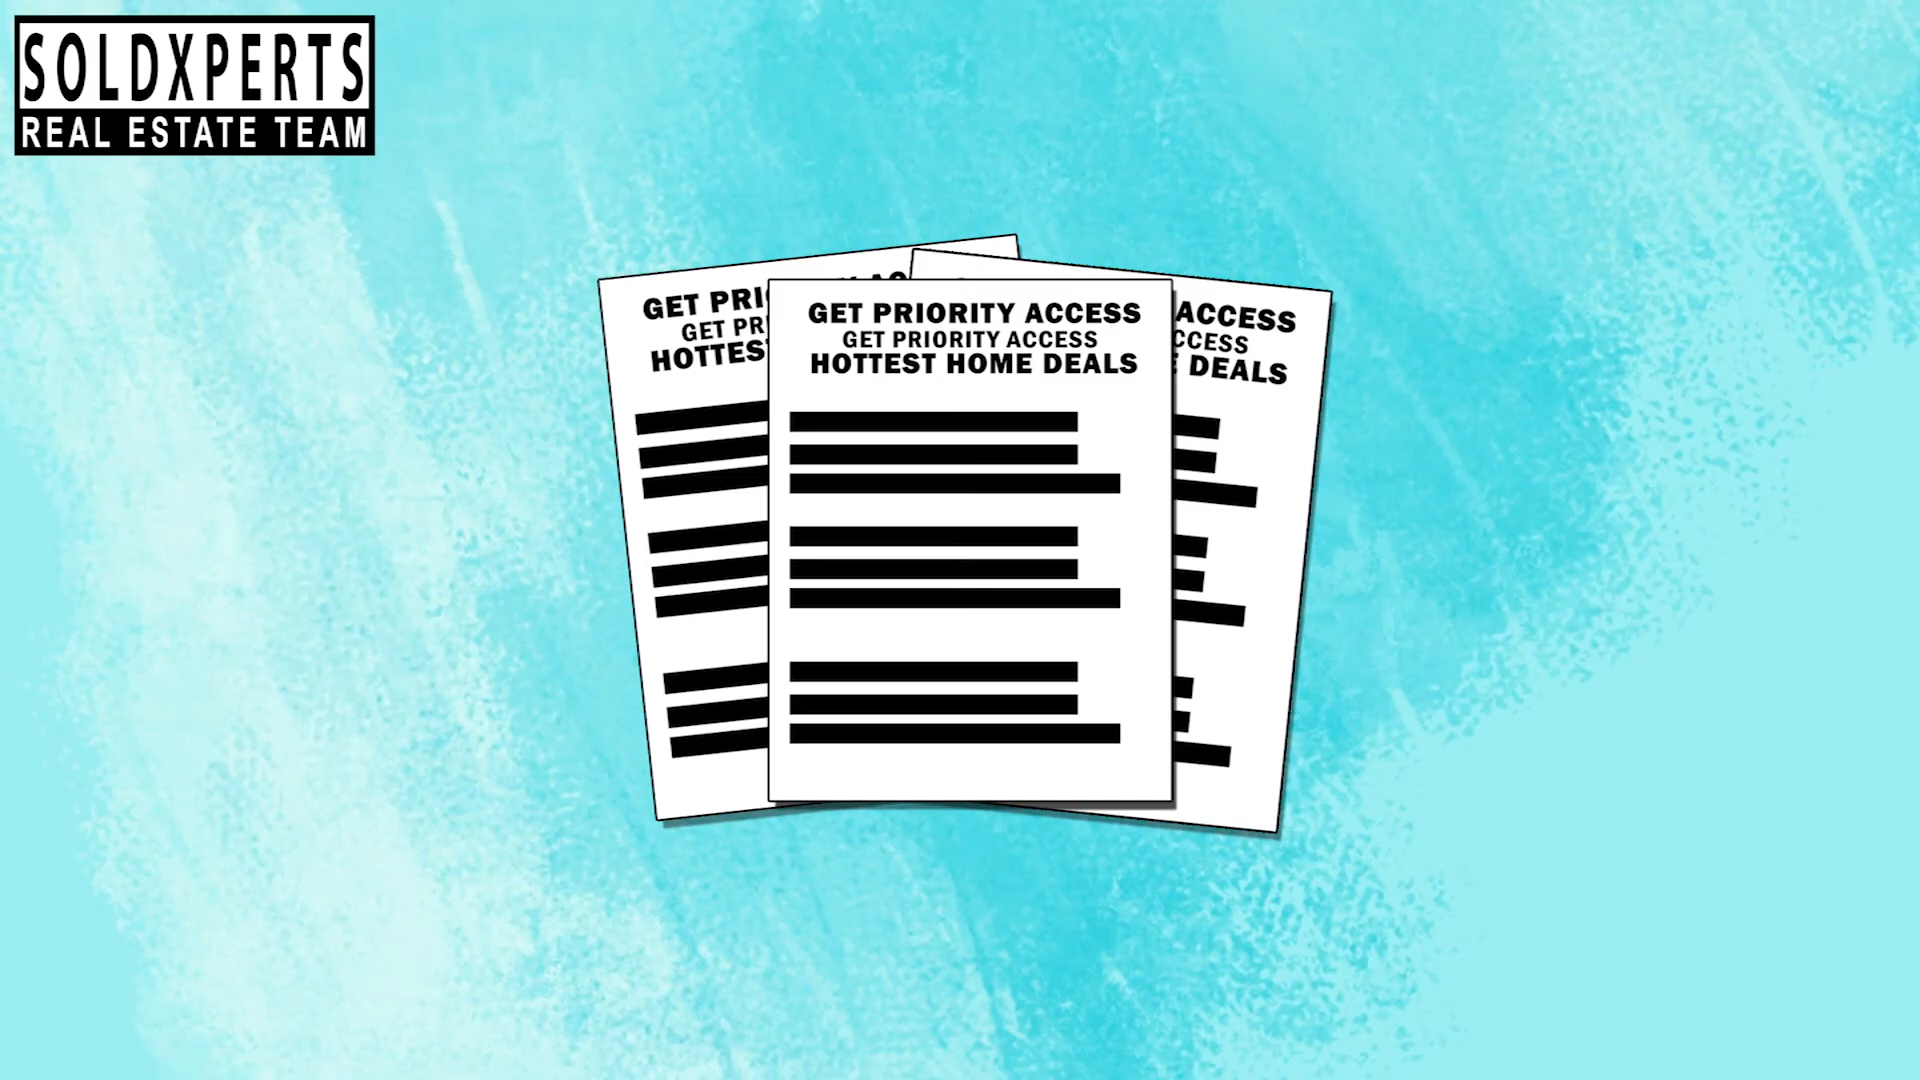 SOLDXPERTS
REAL ESTATE TEAM
GET PRI
GET PR
HOTTES
GET PRIORITY ACCESS
GET PRIORITY ACCESS
HOTTEST HOME DEALS
ACCESS
CCESS
DEALS